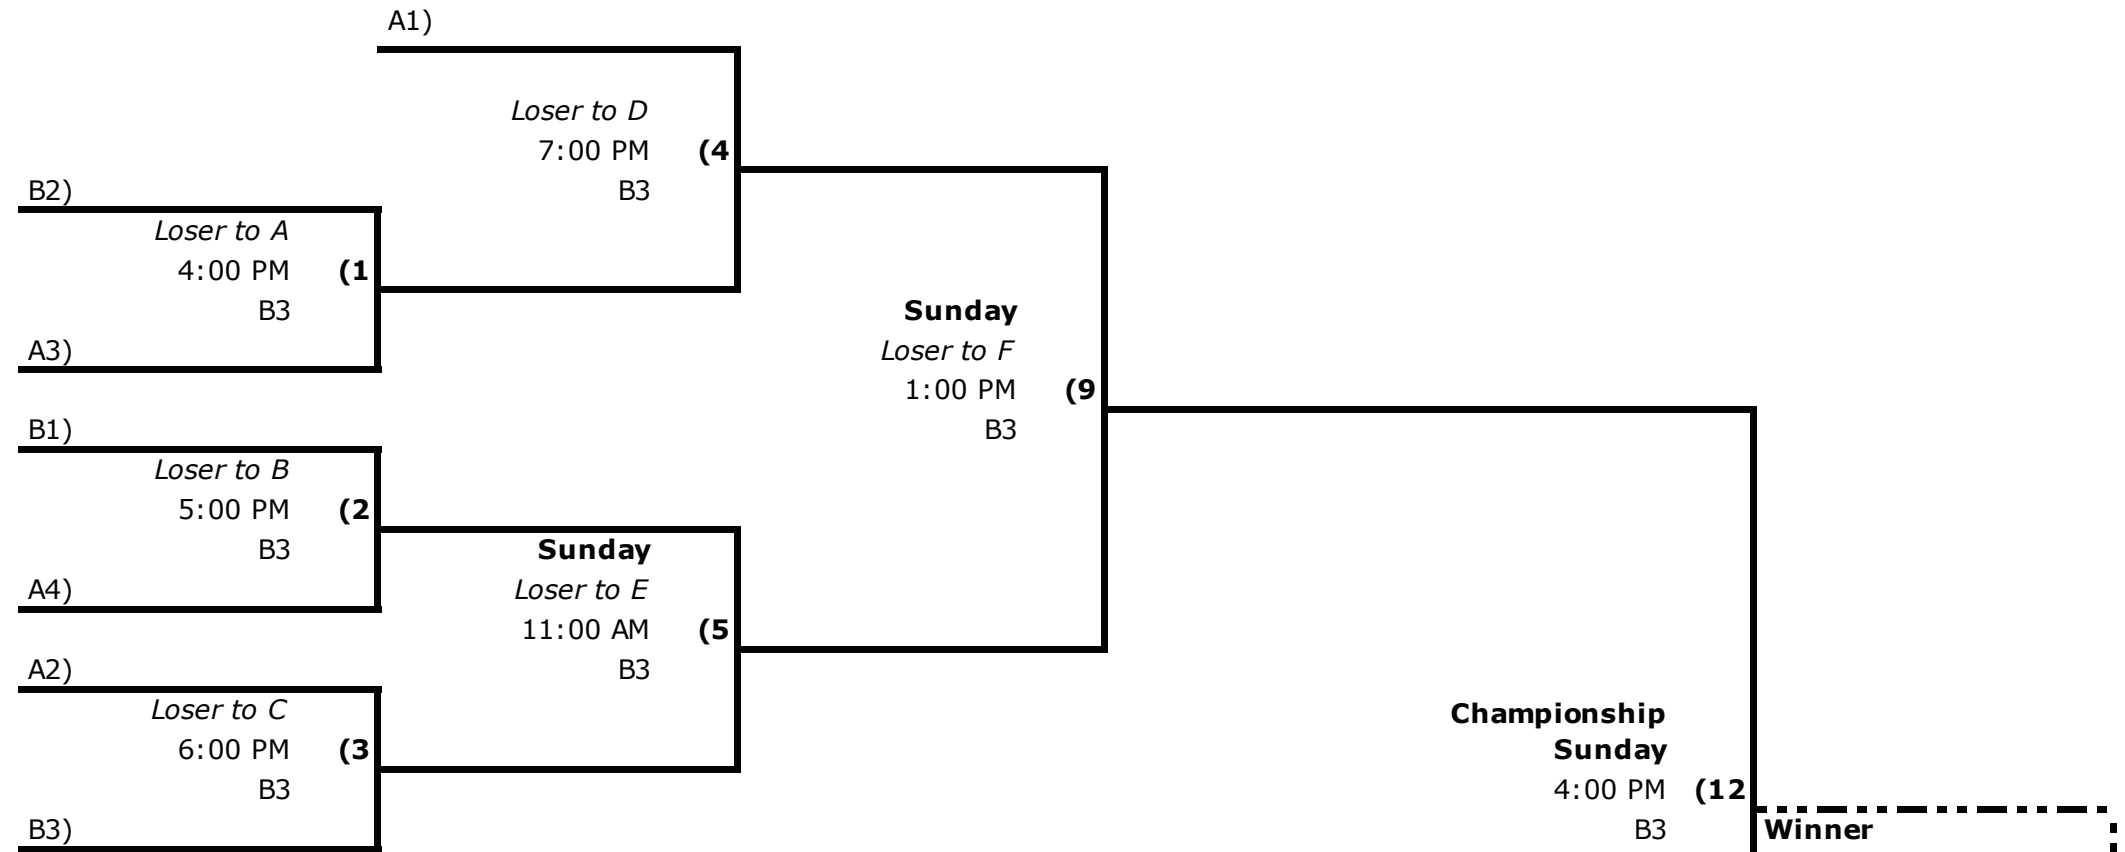 A1)
Loser to D
7:00 PM (4
B3
B2)
Loser to A
4:00 PM (1
B3
A3)
Sunday
Loser to F
1:00 PM (9
B3
B1)
Loser to B
5:00 PM (2
B3
A4)
Sunday
Loser to E
11:00 AM (5
B3
A2)
Loser to C
6:00 PM (3
B3
B3)
Championship
Sunday
4:00 PM (12
B3
Winner